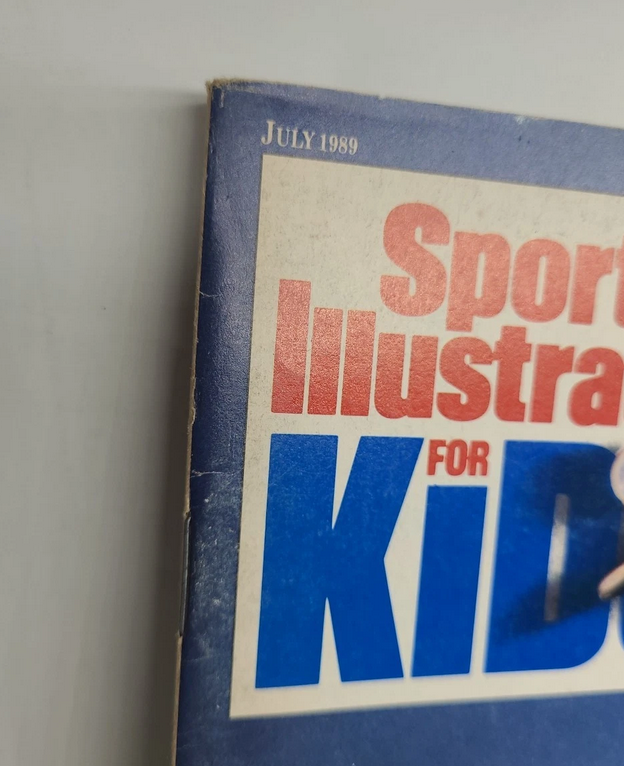 JULY 1989
Sport
Illustra
FOR
KiD